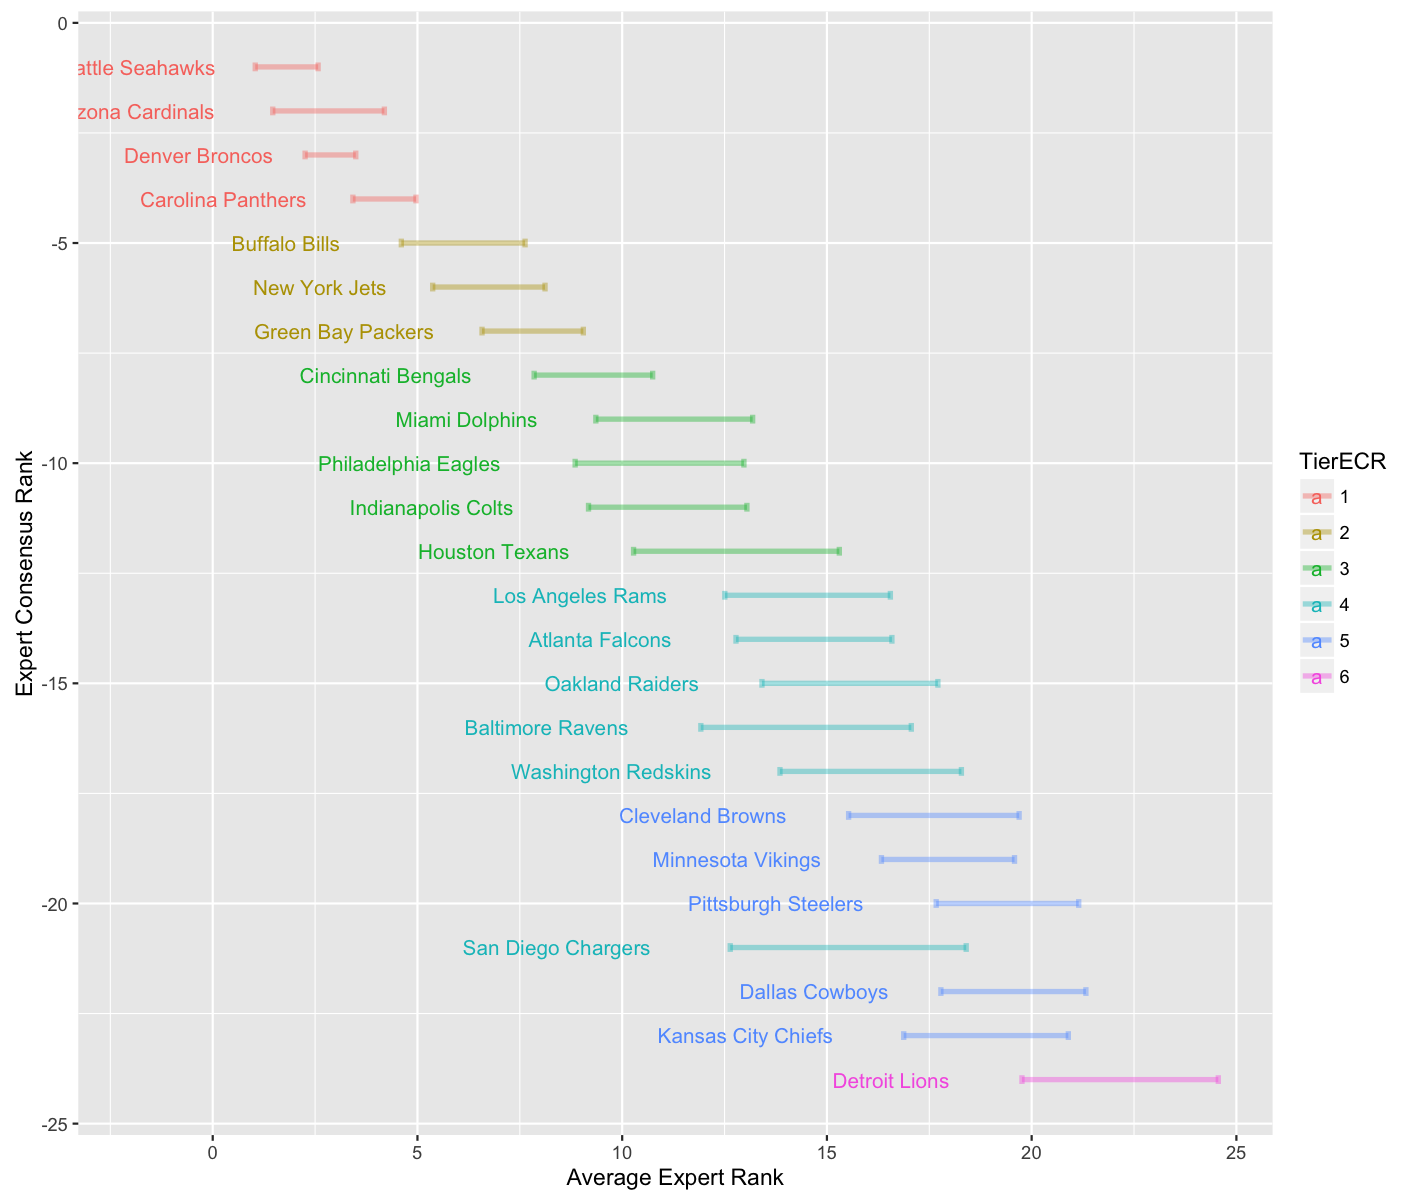 0
attle Seahawks
zona Cardinals
Denver Broncos
Carolina Panthers
-5
Buffalo Bills
New York Jets
Green Bay Packers
Cincinnati Bengals
Miami Dolphins
-10
Philadelphia Eagles
Indianapolis Colts
Houston Texans
Los Angeles Rams
Atlanta Falcons
-15
Oakland Raiders
Baltimore Ravens
Washington Redskins
Cleveland Browns
Minnesota Vikings
-20
Pittsburgh Steelers
San Diego Chargers
Dallas Cowboys
Kansas City Chiefs
Detroit Lions
-25
0 5 10 15 20 25
Average Expert Rank
Expert Consensus Rank
TierECR
a 1
a 2
a 3
a 4
a 5
a 6